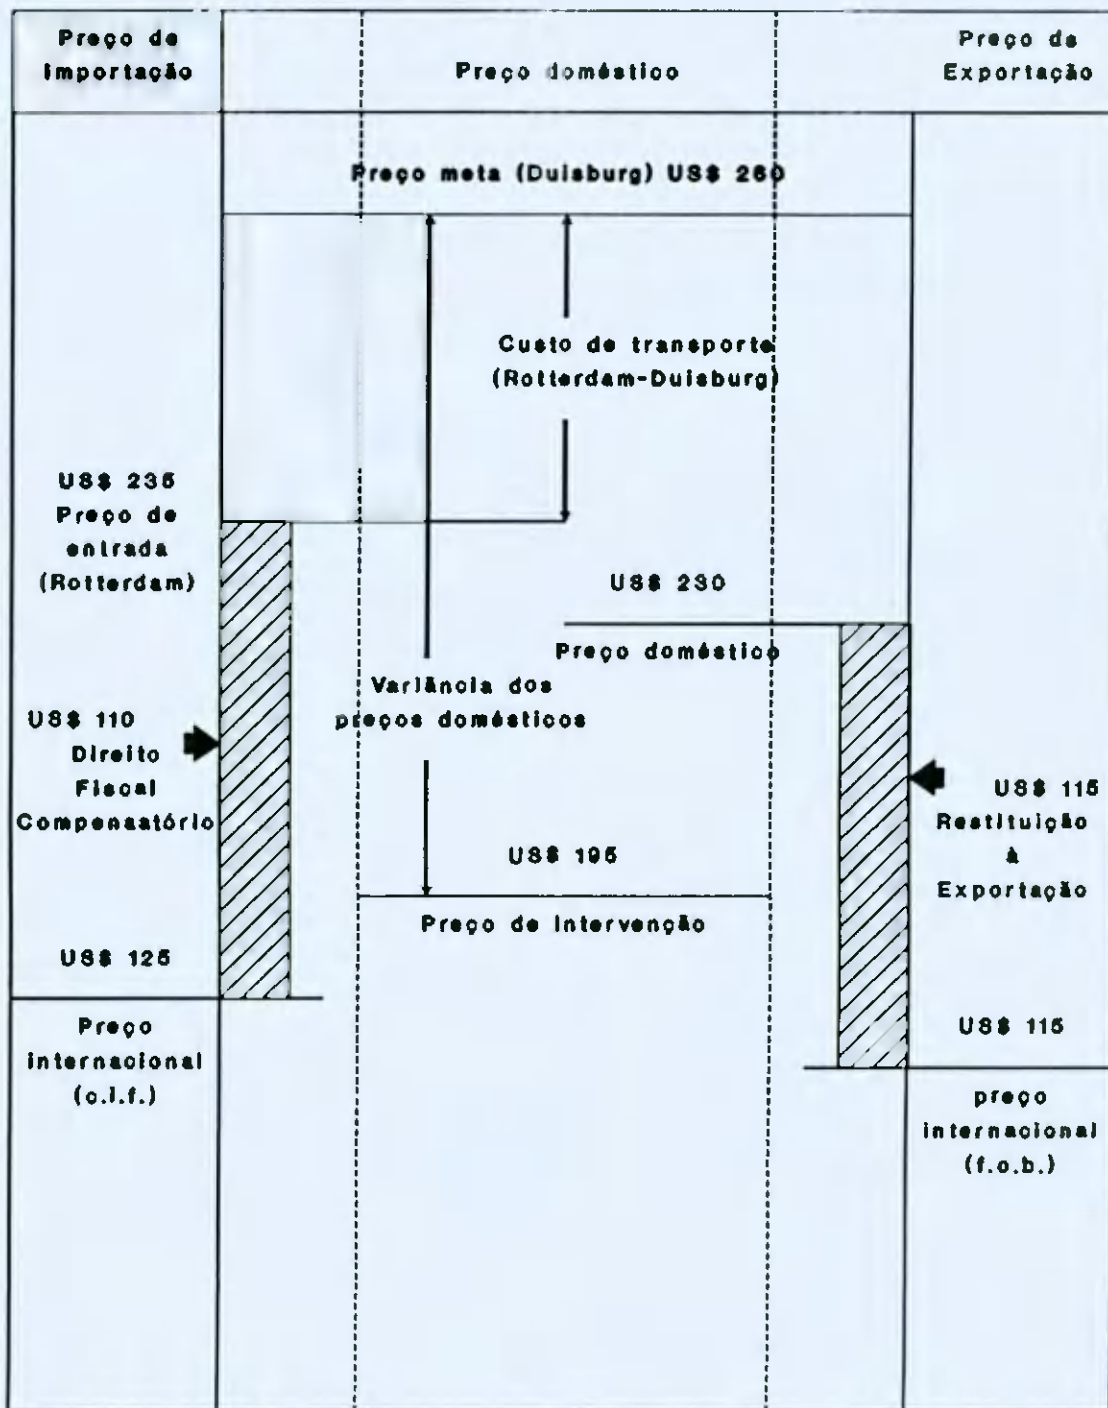 Preço de
Importação
Preço doméstico
Preço de
Exportação
Preço meta (Duisburg) US$ 260
Custo de transporte
(Rotterdam-Duisburg)
US$ 235
Preço de
entrada
(Rotterdam)
US$ 230
Preço doméstico
Variância dos
preços domésticos
US$ 110
Direito
Fiscal
Compensatório
US$ 115
Restituição
à
Exportação
US$ 195
Preço de Intervenção
US$ 125
Preço
internacional
(c.i.f.)
US$ 115
preço
internacional
(f.o.b.)